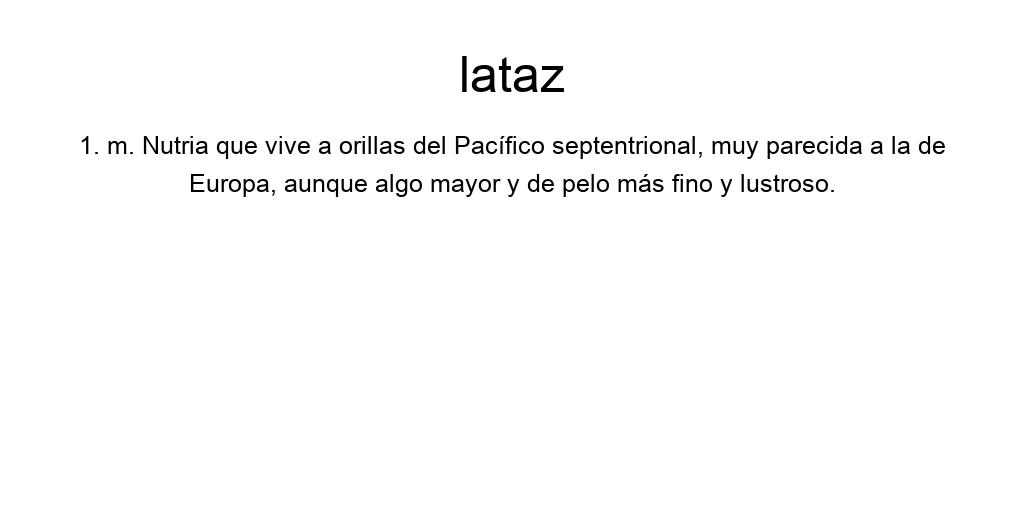 lataz
1. m. Nutria que vive a orillas del Pacífico septentrional, muy parecida a la de
Europa, aunque algo mayor y de pelo más fino y lustroso.